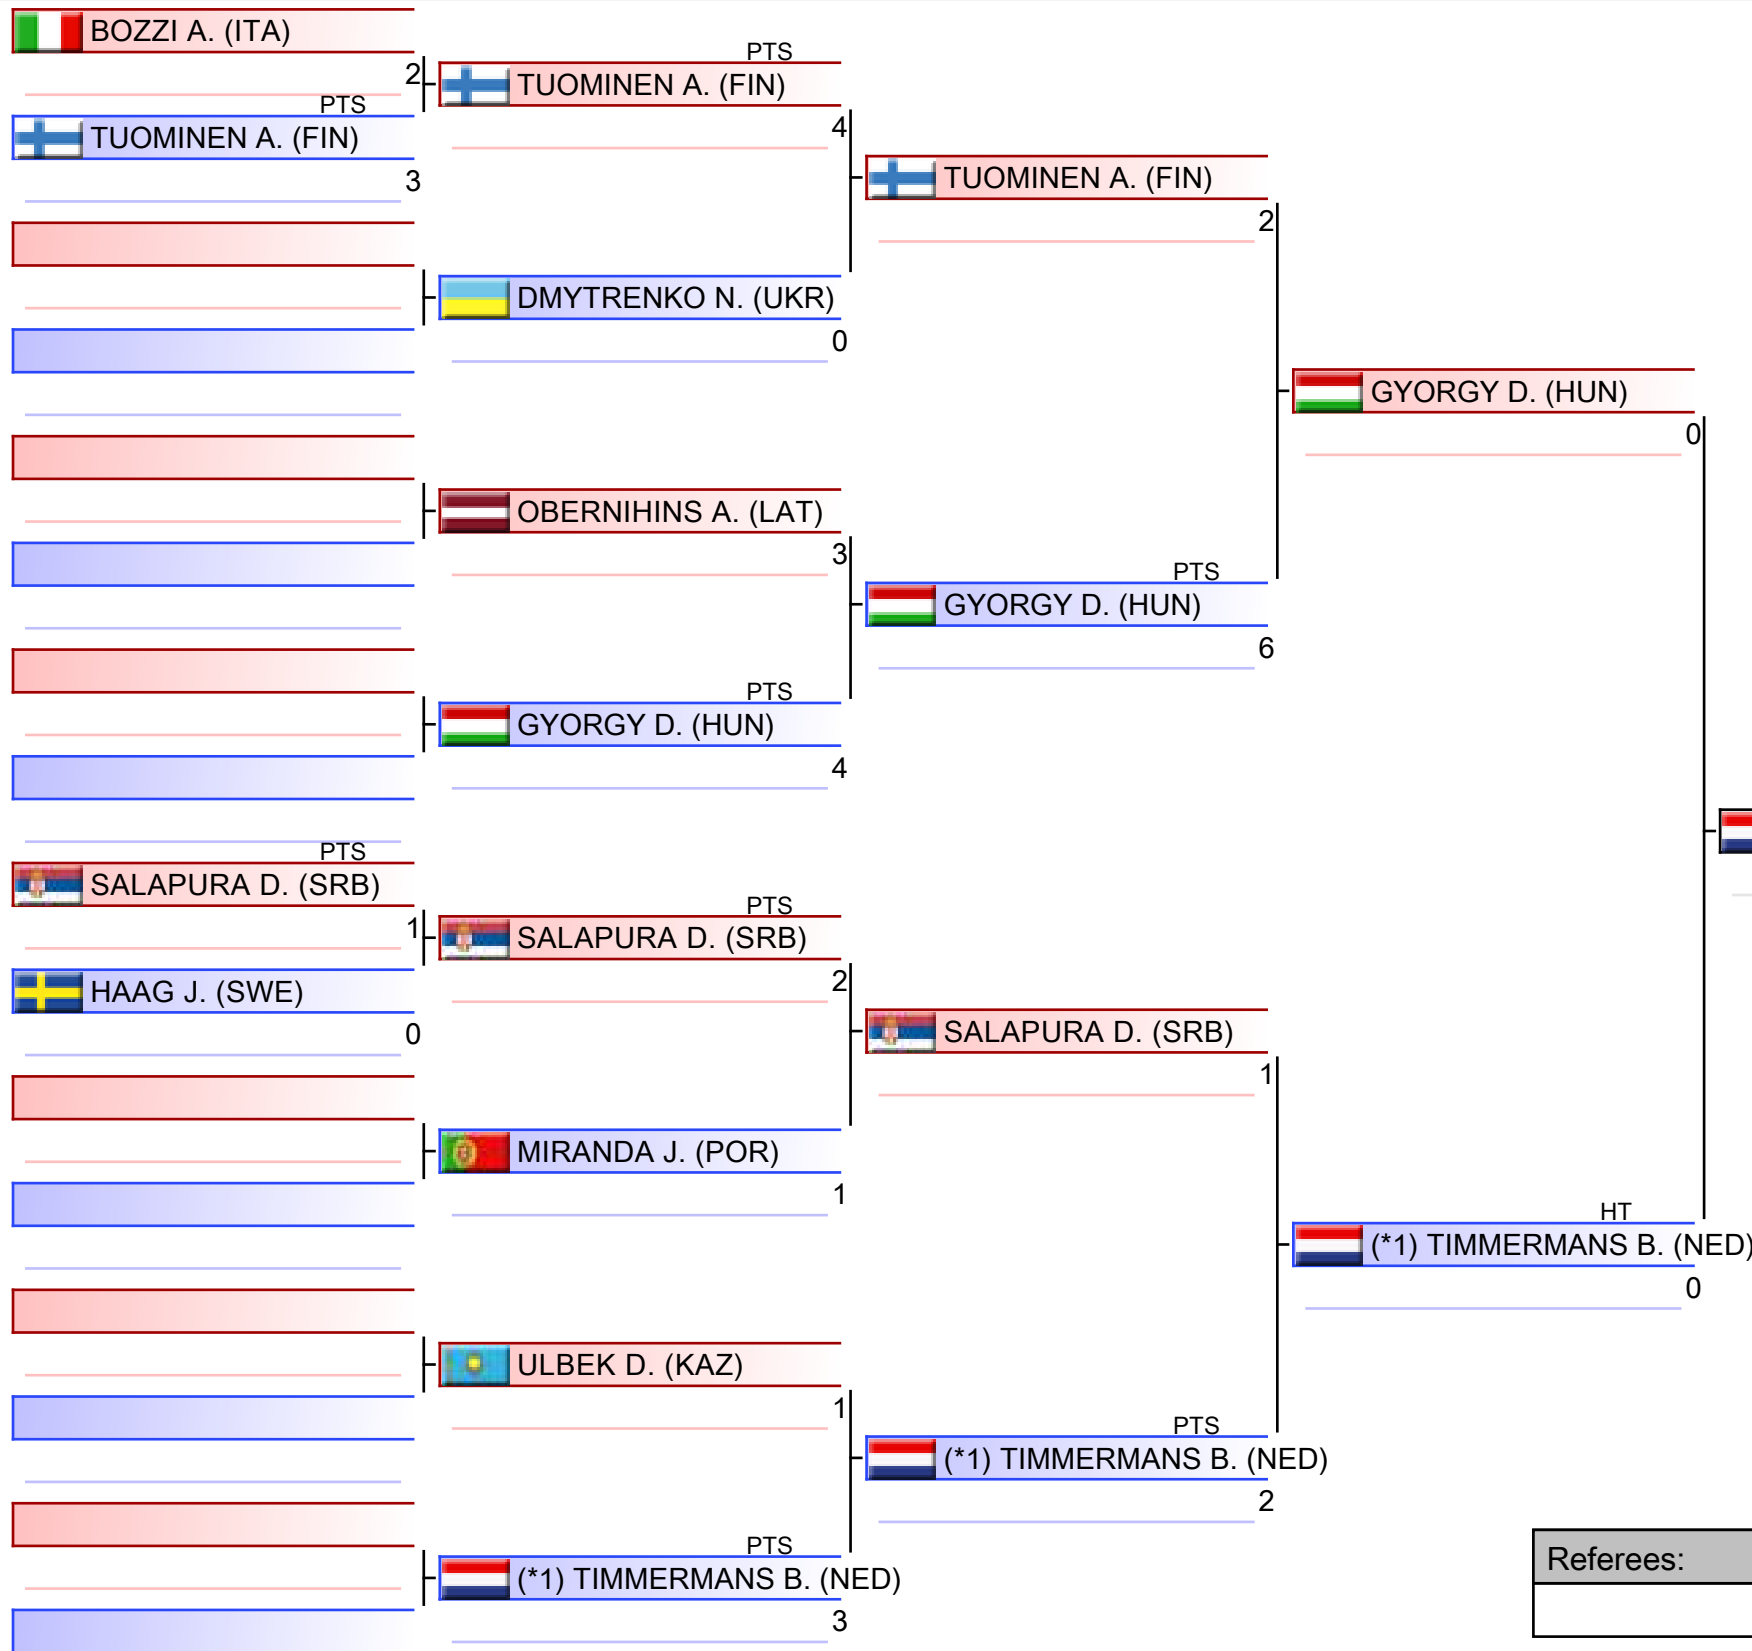 BOZZI A. (ITA)
2
PTS
TUOMINEN A. (FIN)
3
PTS
SALAPURA D. (SRB)
1
HAAG J. (SWE)
0
PTS
TUOMINEN A. (FIN)
4
DMYTRENKO N. (UKR)
0
OBERNIHINS A. (LAT)
3
PTS
GYORGY D. (HUN)
4
PTS
SALAPURA D. (SRB)
2
MIRANDA J. (POR)
1
ULBEK D. (KAZ)
1
PTS
(*1) TIMMERMANS B. (NED)
3
TUOMINEN A. (FIN)
2
PTS
GYORGY D. (HUN)
6
SALAPURA D. (SRB)
1
PTS
(*1) TIMMERMANS B. (NED)
2
GYORGY D. (HUN)
0
HT
(*1) TIMMERMANS B. (NED)
0
Referees: